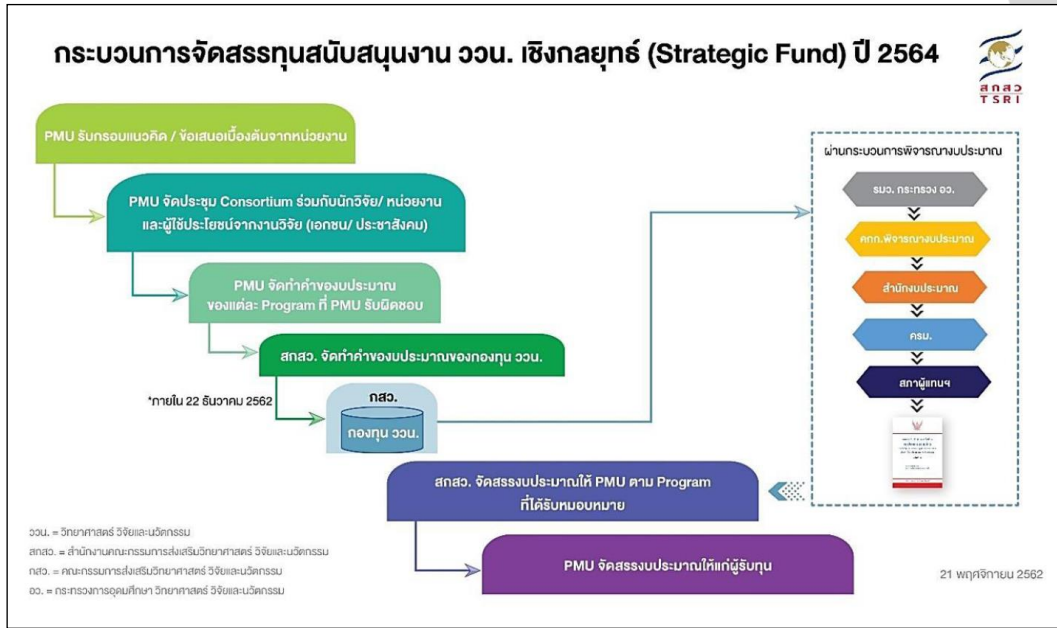 กระบวนการจัดสรรทุนสนับสนุนงาน ววน. เชิงกลยุทธ์ (Strategic Fund) ปี 2564
สกสว
TSRI
PMU รับกรอบแนวคิด / ข้อเสนอเบื้องต้นจากหน่วยงาน
PMU จัดประชุม Consortium ร่วมกับนักวิจัย/ หน่วยงาน
และผู้ใช้ประโยชน์จากงานวิจัย (เอกชน/ ประชาสังคม)
PMU จัดทำคำของบประมาณ
ของแต่ละ Program ที่ PMU รับผิดชอบ
สกสว. จัดทำคำของบประมาณของกองทุน ววน.
*ภายใน 22 ธันวาคม 2562
กสว.
กองทุน ววน.
ผ่านกระบวนการพิจารณางบประมาณ
รมว. กระทรวง อว.
คกก.พิจารณางบประมาณ
สำนักงบประมาณ
ครม.
สภาผู้แทนฯ
สกสว. จัดสรรงบประมาณให้ PMU ตาม Program
ที่ได้รับหมอบหมาย
PMU จัดสรรงบประมาณให้แก่ผู้รับทุน
ววน. = วิทยาศาสตร์ วิจัยและนวัตกรรม
สกสว. = สำนักงานคณะกรรมการส่งเสริมวิทยาศาสตร์ วิจัยและนวัตกรรม
กสว. = คณะกรรมการส่งเสริมวิทยาศาสตร์ วิจัยและนวัตกรรม
อว. = กระทรวงการอุดมศึกษา วิทยาศาสตร์ วิจัยและนวัตกรรม
21 พฤศจิกายน 2562